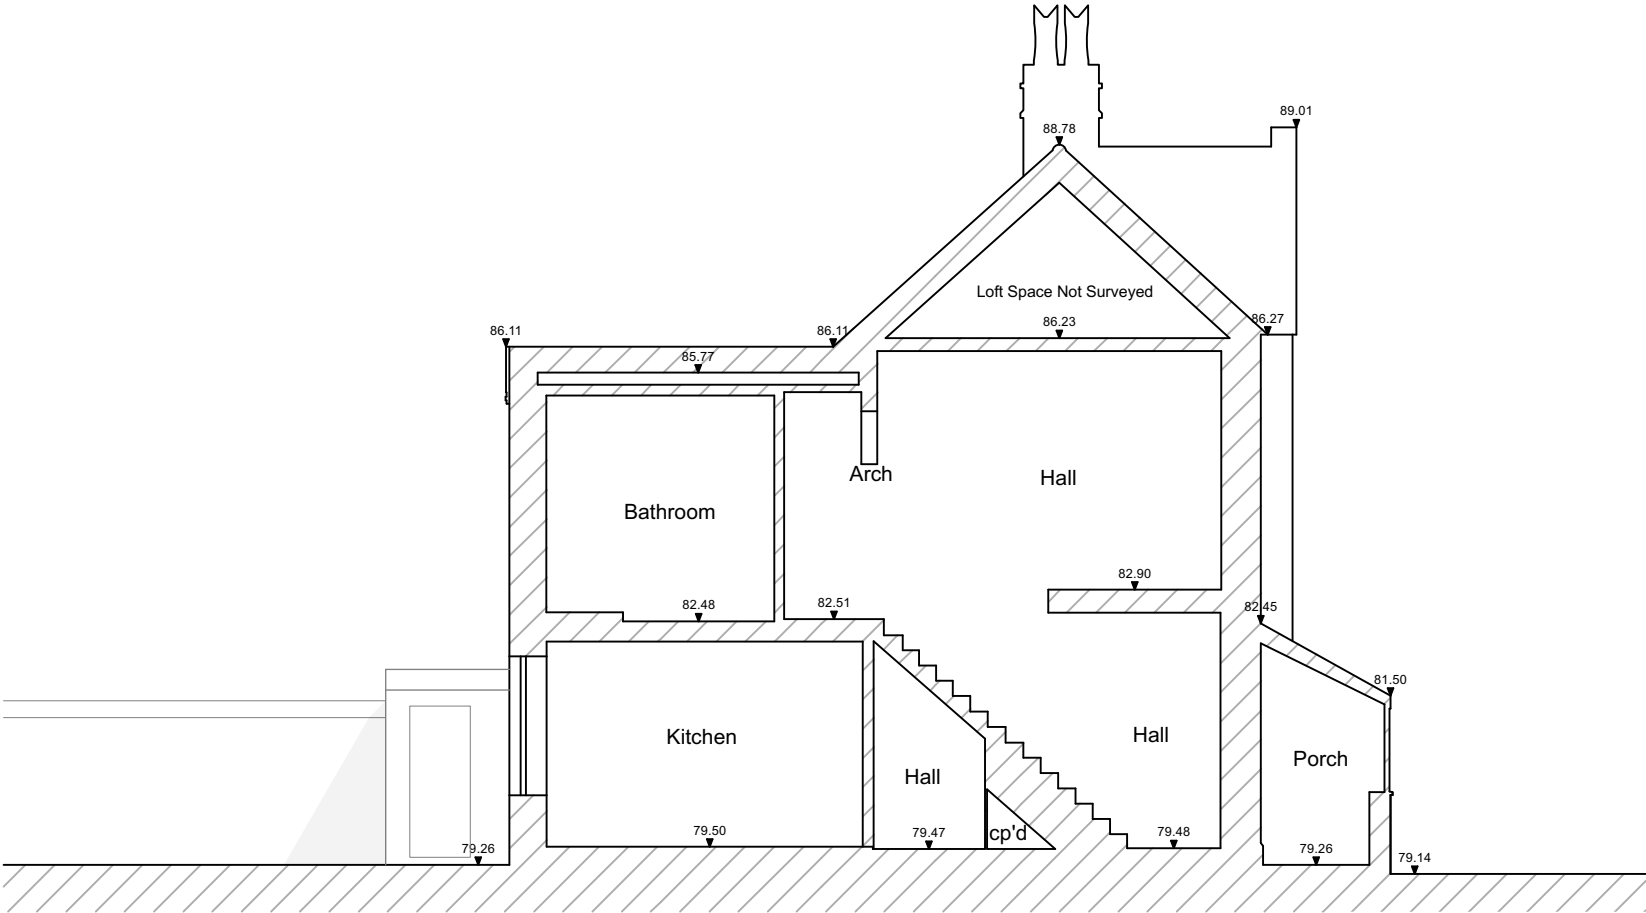 89.01
88.78
Loft Space Not Surveyed
86.23
86.27
86.11
86.11
85.77
Arch
Hall
Bathroom
82.90
82.48
82.51
82.45
81.50
Kitchen
Hall
Hall
Porch
cp'd
79.50
79.47
79.48
79.26
79.26
79.14